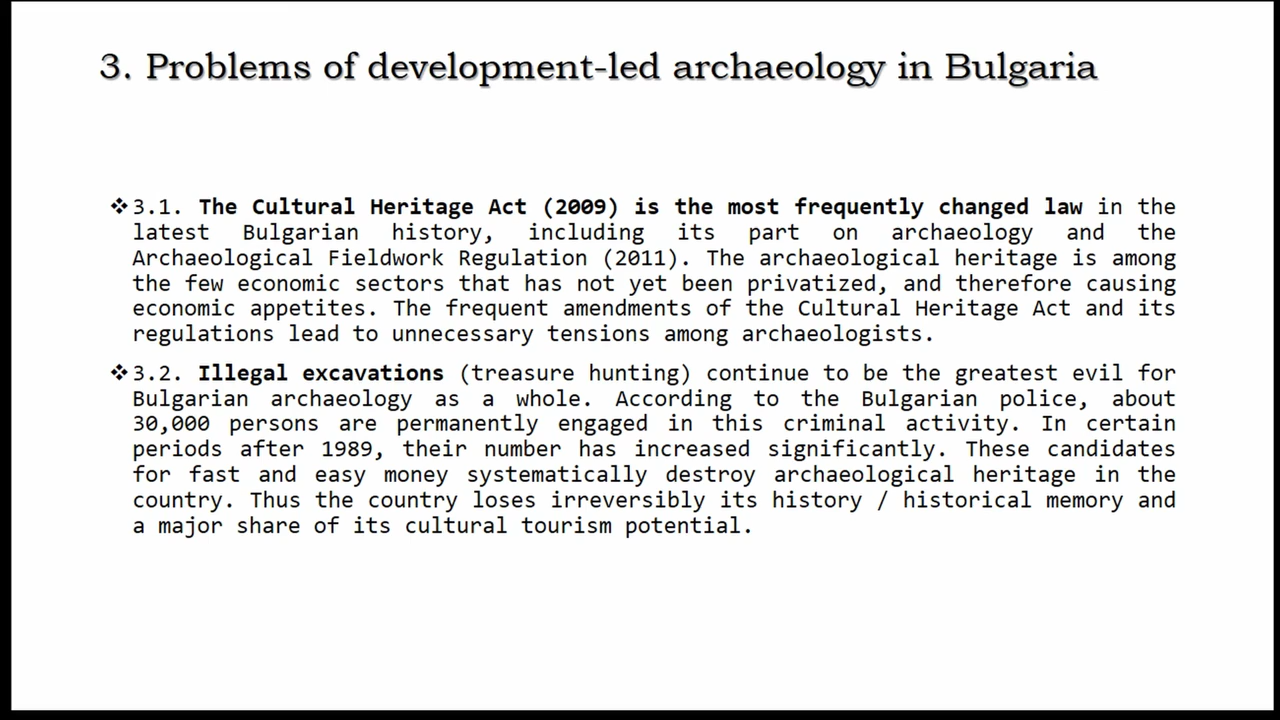 3. Problems of development-led archaeology in Bulgaria
❖3.1. The Cultural Heritage Act (2009) is the most frequently changed law in the
latest Bulgarian history, including its part on archaeology and the
Archaeological Fieldwork Regulation (2011). The archaeological heritage is among
the few economic sectors that has not yet been privatized, and therefore causing
economic appetites. The frequent amendments of the Cultural Heritage Act and its
regulations lead to unnecessary tensions among archaeologists.
❖3.2. Illegal excavations (treasure hunting) continue to be the greatest evil for
Bulgarian archaeology as a whole. According to the Bulgarian police, about
30,000 persons are permanently engaged in this criminal activity. In certain
periods after 1989, their number has increased significantly. These candidates
for fast and easy money systematically destroy archaeological heritage in the
country. Thus the country loses irreversibly its history / historical memory and
a major share of its cultural tourism potential.